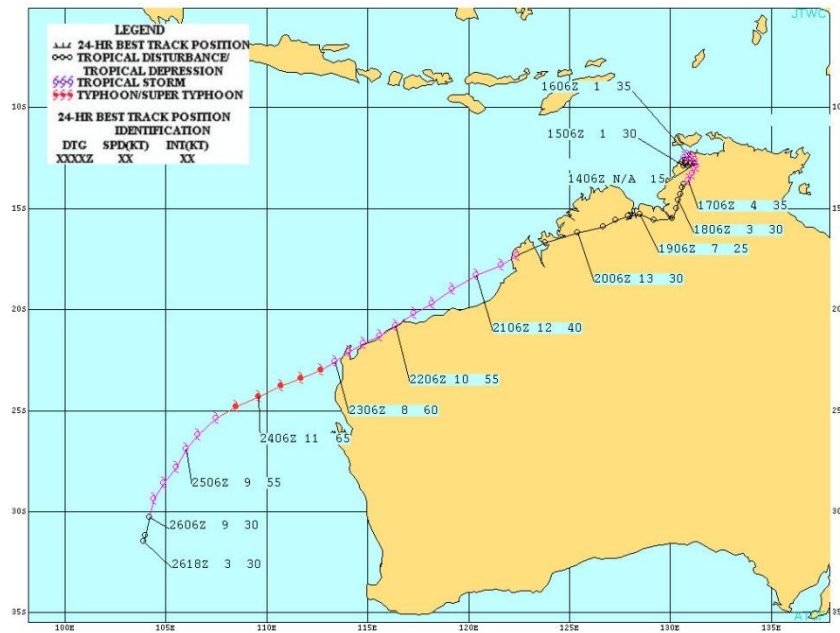 JTWC
LEGEND
24-HR BEST TRACK POSITION
TROPICAL DISTURBANCE/
TROPICAL DEPRESSION
TROPICAL STORM
TYPHOON/SUPER TYPHOON
24-HR BEST TRACK POSITION
IDENTIFICATION
DTG SPD(KT) INT(KT)
XXXXZ XX XX
1606Z 1 35
10S
1506Z 1 30
1406Z N/A 15
15S
1706Z 4 35
1806Z 3 30
1906Z 7 25
2006Z 13 30
20S
2106Z 12 40
2206Z 10 55
2306Z 8 60
25S
2406Z 11 65
2506Z 9 55
30S
2606Z 9 30
2618Z 3 30
35S
100E 105E 110E 115E 120E 125E 130E